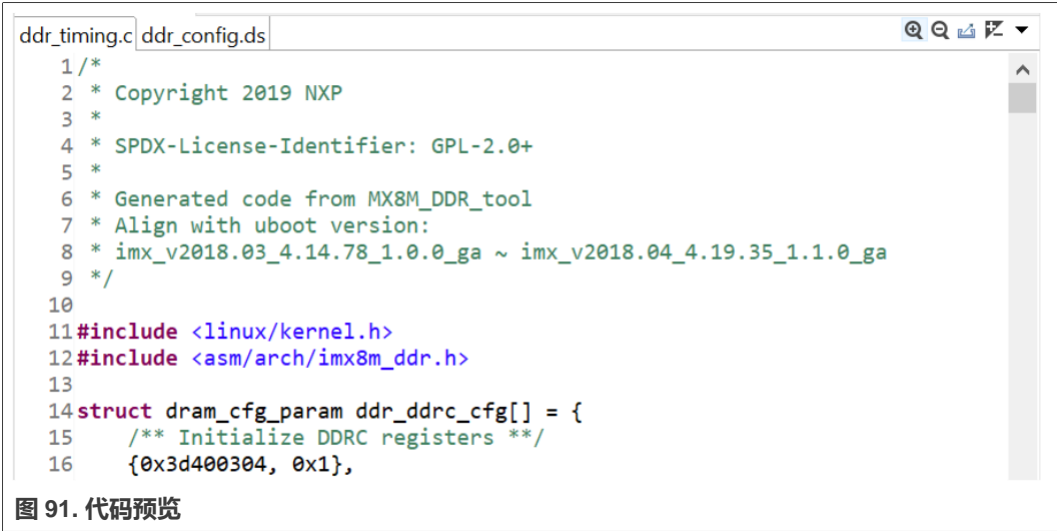 ddr_timing.c ddr_config.ds
1 /*
2  * Copyright 2019 NXP
3  *
4  * SPDX-License-Identifier: GPL-2.0+
5  *
6  * Generated code from MX8M_DDR_tool
7  * Align with uboot version:
8  * imx_v2018.03_4.14.78_1.0.0_ga ~ imx_v2018.04_4.19.35_1.1.0_ga
9  */
10
11 #include <linux/kernel.h>
12 #include <asm/arch/imx8m_ddr.h>
13
14 struct dram_cfg_param ddr_ddrc_cfg[] = {
15     /** Initialize DDRC registers **/
16     {0x3d400304, 0x1},
图 91. 代码预览